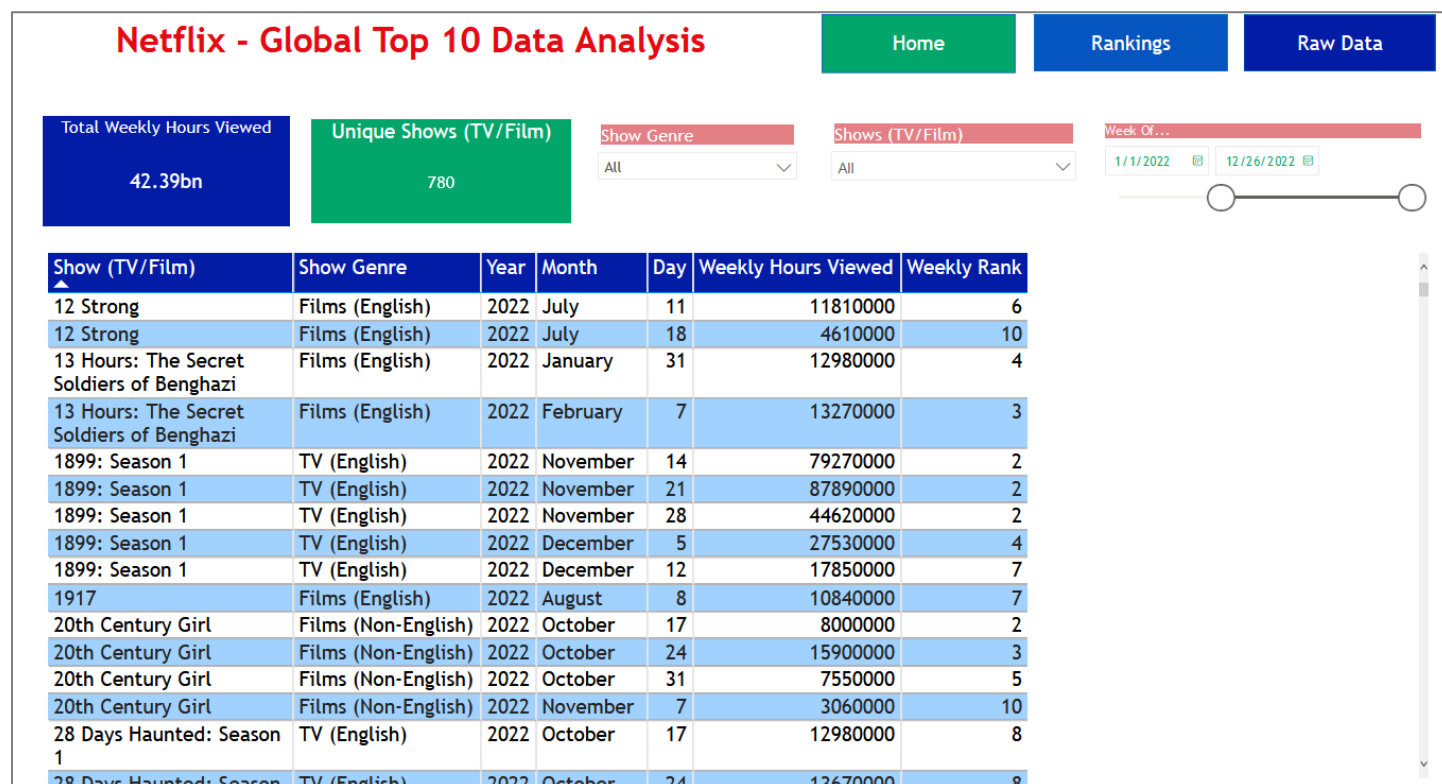 Netflix - Global Top 10 Data Analysis
Home
Rankings
Raw Data
Total Weekly Hours Viewed
42.39bn
Unique Shows (TV/Film)
780
Show Genre
All
Shows (TV/Film)
All
Week Of...
1/1/2022
12/26/2022
Show (TV/Film) Show Genre Year Month Day Weekly Hours Viewed Weekly Rank
12 Strong Films (English) 2022 July 11 11810000 6
12 Strong Films (English) 2022 July 18 4610000 10
13 Hours: The Secret Films (English) 2022 January 31 12980000 4
Soldiers of Benghazi
13 Hours: The Secret Films (English) 2022 February 7 13270000 3
Soldiers of Benghazi
1899: Season 1 TV (English) 2022 November 14 79270000 2
1899: Season 1 TV (English) 2022 November 21 87890000 2
1899: Season 1 TV (English) 2022 November 28 44620000 2
1899: Season 1 TV (English) 2022 December 5 27530000 4
1899: Season 1 TV (English) 2022 December 12 17850000 7
1917 Films (English) 2022 August 8 10840000 7
20th Century Girl Films (Non-English) 2022 October 17 8000000 2
20th Century Girl Films (Non-English) 2022 October 24 15900000 3
20th Century Girl Films (Non-English) 2022 October 31 7550000 5
20th Century Girl Films (Non-English) 2022 November 7 3060000 10
28 Days Haunted: Season TV (English) 2022 October 17 12980000 8
1
28 Days Haunted: Season TV (English) 2022 October 24 13670000 8